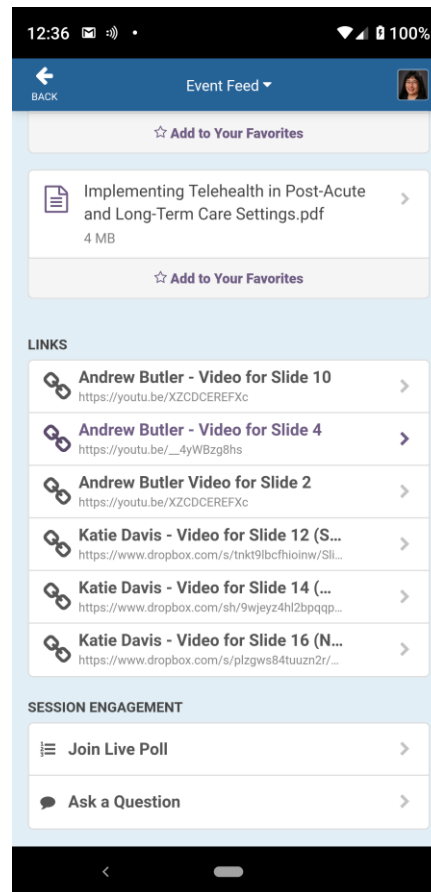 12:36 100%
BACK
Event Feed
Add to Your Favorites
Implementing Telehealth in Post-Acute
and Long-Term Care Settings.pdf
4 MB
Add to Your Favorites
LINKS
Andrew Butler - Video for Slide 10
https://youtu.be/XZCDCEREFXc
Andrew Butler - Video for Slide 4
https://youtu.be/__4yWBzg8hs
Andrew Butler Video for Slide 2
https://youtu.be/XZCDCEREFXc
Katie Davis - Video for Slide 12 (S...
https://www.dropbox.com/s/tnkt9lbcfhioinw/Sli...
Katie Davis - Video for Slide 14 (...
https://www.dropbox.com/sh/9wjeyz4hl2bpqqp...
Katie Davis - Video for Slide 16 (N...
https://www.dropbox.com/s/plzgws84tuuzn2r/...
SESSION ENGAGEMENT
Join Live Poll
Ask a Question